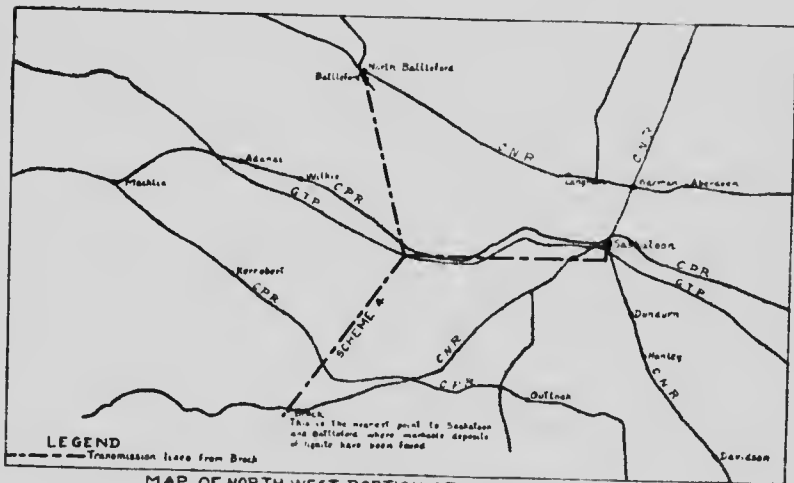 North Battleford
Battleford
C N R
C.N.R.
Adanac
Wilkie
C P R
G T P
Macklin
Warman
Aberdeen
Saskatoon
C P R
G T P
Kerrobert
C P R
SCHEME 4
Dundurn
Hanley
C N R
C N R
C P R
Outlook
Brock
This is the nearest point to Saskatoon
and Battleford where workable deposits
of lignite have been found
Davidson
LEGEND
Transmission lines from Brock
MAP OF NORTH WEST PORTION